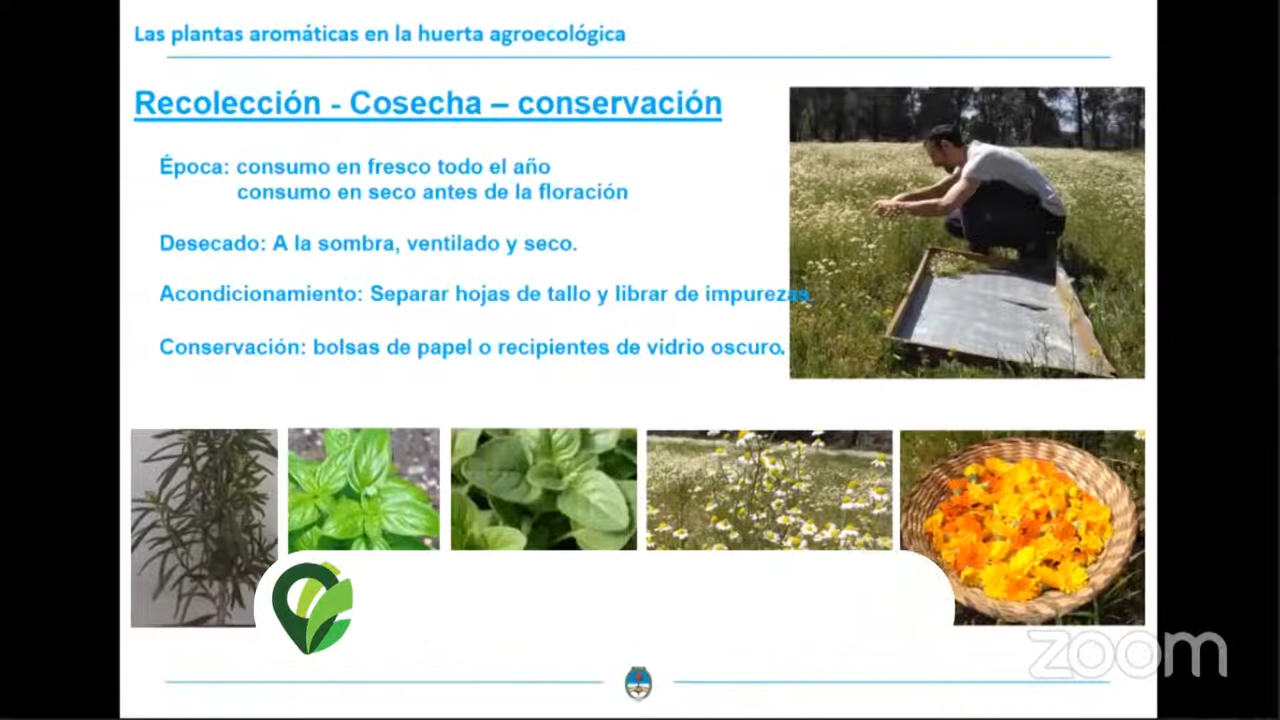 Las plantas aromáticas en la huerta agroecológica
Recolección - Cosecha – conservación
Época: consumo en fresco todo el año
consumo en seco antes de la floración
Desecado: A la sombra, ventilado y seco.
Acondicionamiento: Separar hojas de tallo y librar de impurezas.
Conservación: bolsas de papel o recipientes de vidrio oscuro.
zoom